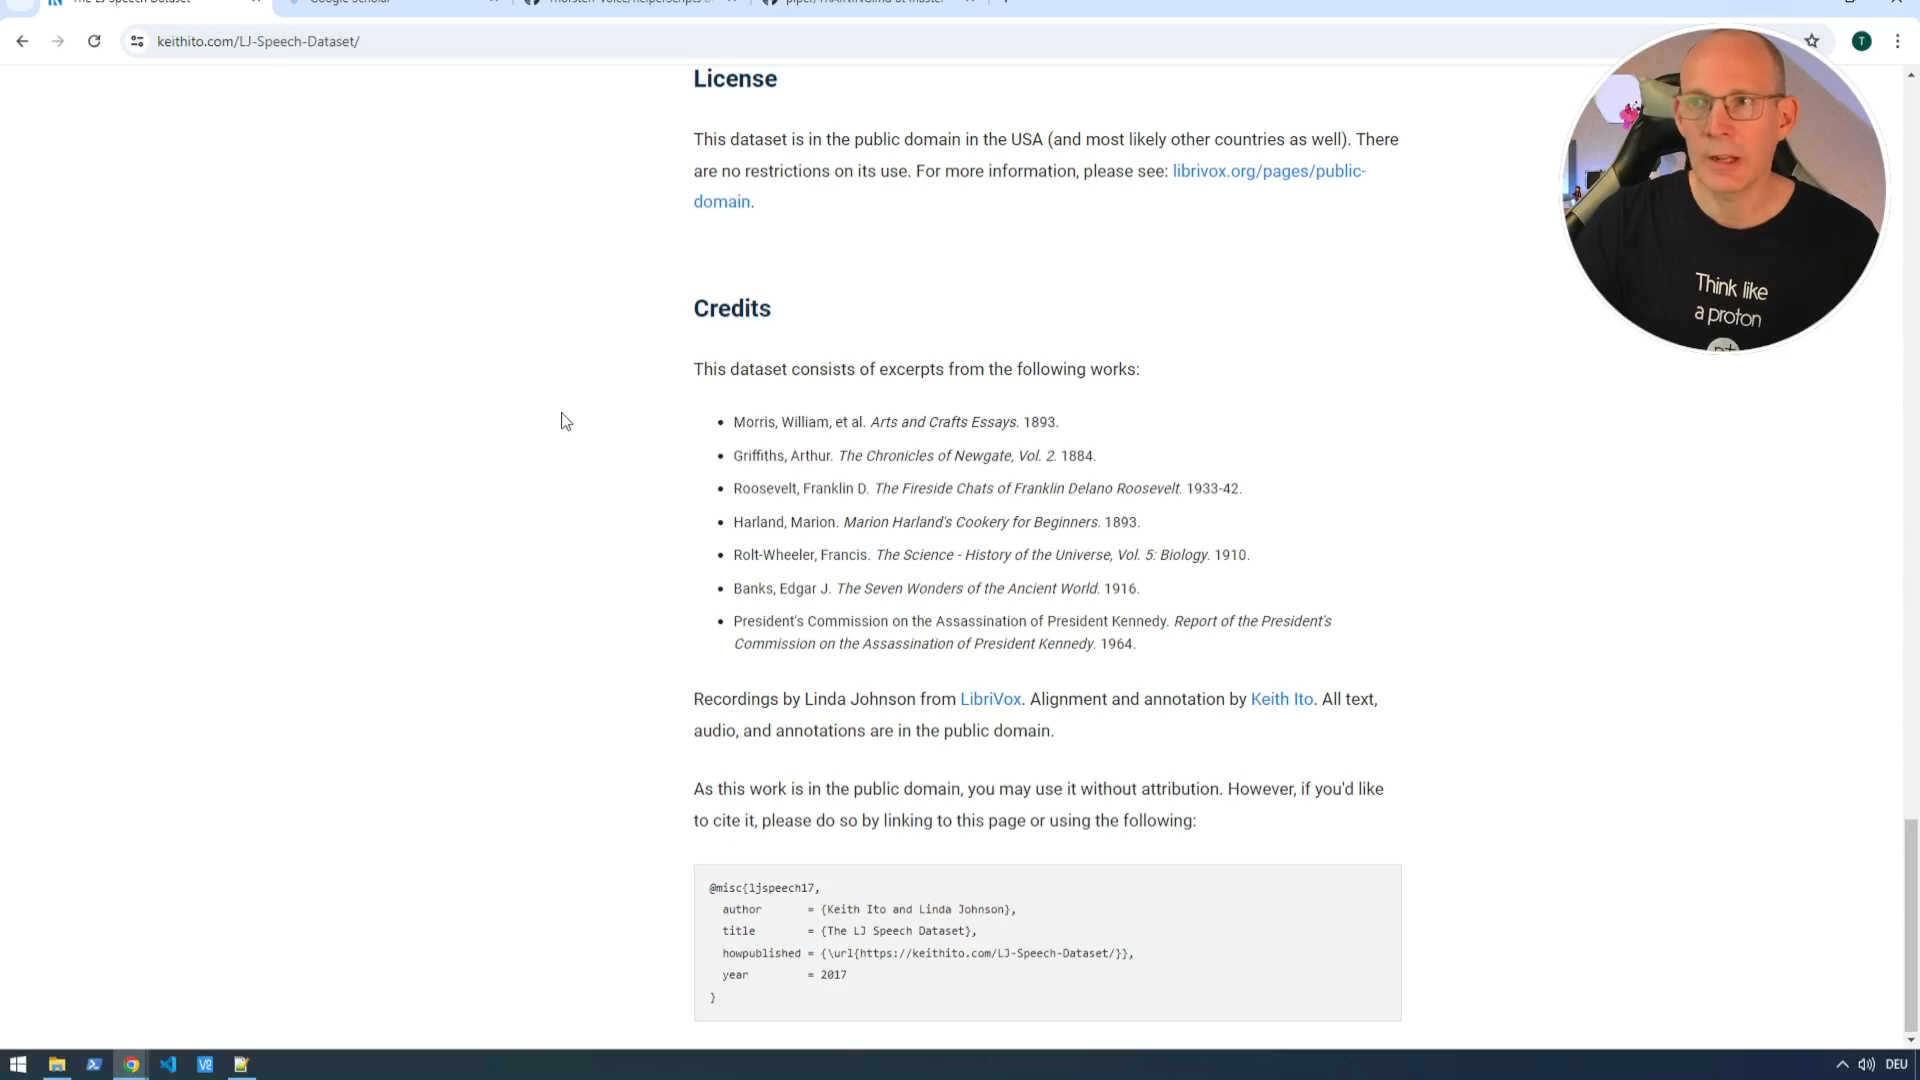 The LJ Speech Dataset
Google Scholar
piper/TRAINING.md at master
keithito.com/LJ-Speech-Dataset/
T
License
This dataset is in the public domain in the USA (and most likely other countries as well). There
are no restrictions on its use. For more information, please see: librivox.org/pages/public-
domain.
Think like
a proton
Credits
This dataset consists of excerpts from the following works:
• Morris, William, et al. Arts and Crafts Essays. 1893.
• Griffiths, Arthur. The Chronicles of Newgate, Vol. 2. 1884.
• Roosevelt, Franklin D. The Fireside Chats of Franklin Delano Roosevelt. 1933-42.
• Harland, Marion. Marion Harland's Cookery for Beginners. 1893.
• Rolt-Wheeler, Francis. The Science - History of the Universe, Vol. 5: Biology. 1910.
• Banks, Edgar J. The Seven Wonders of the Ancient World. 1916.
• President's Commission on the Assassination of President Kennedy. Report of the President's
Commission on the Assassination of President Kennedy. 1964.
Recordings by Linda Johnson from LibriVox. Alignment and annotation by Keith Ito. All text,
audio, and annotations are in the public domain.
As this work is in the public domain, you may use it without attribution. However, if you'd like
to cite it, please do so by linking to this page or using the following:
@misc{ljspeech17,
author = {Keith Ito and Linda Johnson},
title = {The LJ Speech Dataset},
howpublished = {\url{https://keithito.com/LJ-Speech-Dataset/}},
year = 2017
}
DEU